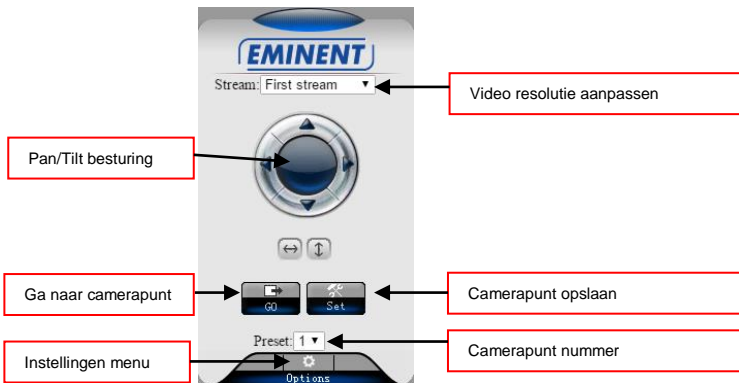 EMINENT
Stream: First stream
Video resolutie aanpassen
Pan/Tilt besturing
Ga naar camerapunt
GO
Set
Camerapunt opslaan
Preset: 1
Camerapunt nummer
Instellingen menu
Options